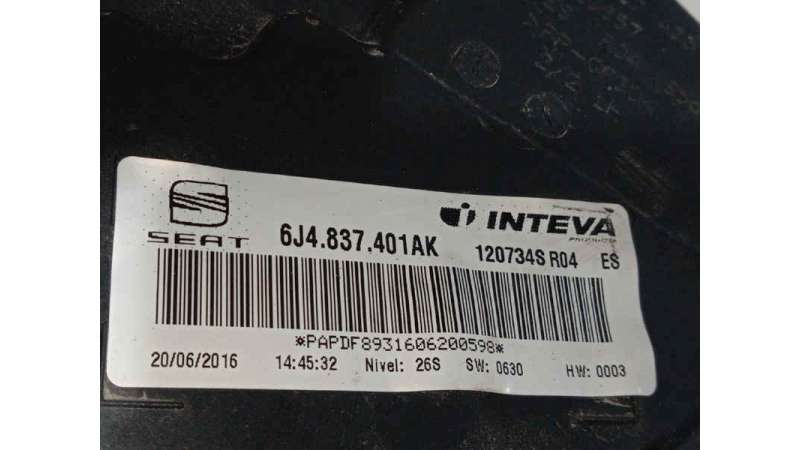 SEAT
6J4.837.401AK
INTEVA
PRODUCTS
120734S R04 ES
*PAPDF8931606200598*
20/06/2016 14:45:32 Nivel: 26S SW: 0630 HW: 0003